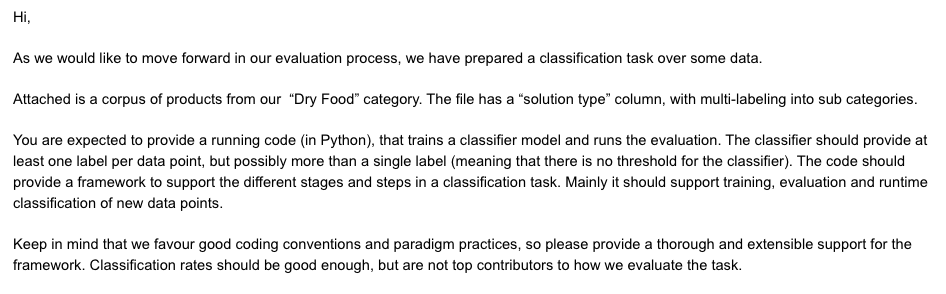 Hi,
As we would like to move forward in our evaluation process, we have prepared a classification task over some data.
Attached is a corpus of products from our  “Dry Food” category. The file has a “solution type” column, with multi-labeling into sub categories.
You are expected to provide a running code (in Python), that trains a classifier model and runs the evaluation. The classifier should provide at
least one label per data point, but possibly more than a single label (meaning that there is no threshold for the classifier). The code should
provide a framework to support the different stages and steps in a classification task. Mainly it should support training, evaluation and runtime
classification of new data points.
Keep in mind that we favour good coding conventions and paradigm practices, so please provide a thorough and extensible support for the
framework. Classification rates should be good enough, but are not top contributors to how we evaluate the task.